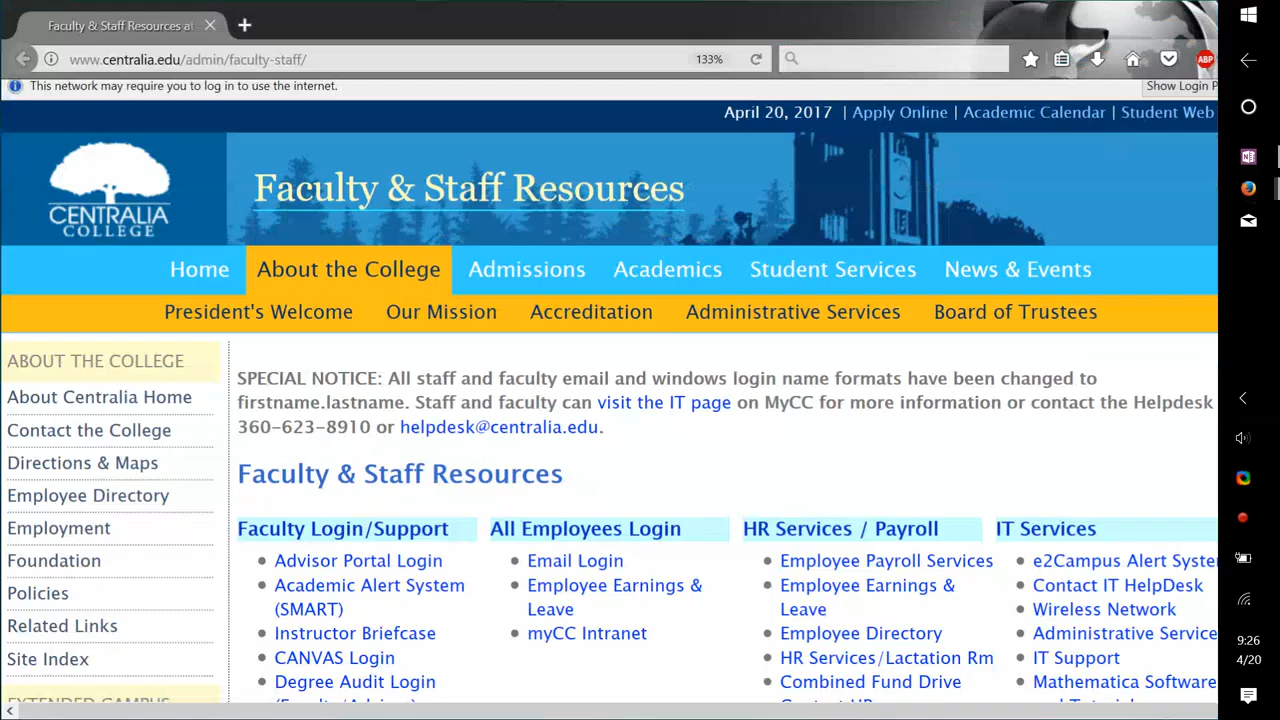 Faculty & Staff Resources at
www.centralia.edu/admin/faculty-staff/
133%
ABP
This network may require you to log in to use the internet.
Show Login P
April 20, 2017 | Apply Online | Academic Calendar | Student Web
CENTRALIA
COLLEGE
Faculty & Staff Resources
Home
About the College
Admissions
Academics
Student Services
News & Events
President's Welcome
Our Mission
Accreditation
Administrative Services
Board of Trustees
ABOUT THE COLLEGE
About Centralia Home
Contact the College
Directions & Maps
Employee Directory
Employment
Foundation
Policies
Related Links
Site Index
EXTENDED CAMPUS
SPECIAL NOTICE: All staff and faculty email and windows login name formats have been changed to
firstname.lastname. Staff and faculty can visit the IT page on MyCC for more information or contact the Helpdesk
360-623-8910 or helpdesk@centralia.edu.
Faculty & Staff Resources
Faculty Login/Support
Advisor Portal Login
Academic Alert System
(SMART)
Instructor Briefcase
CANVAS Login
Degree Audit Login
All Employees Login
Email Login
Employee Earnings &
Leave
myCC Intranet
HR Services / Payroll
Employee Payroll Services
Employee Earnings &
Leave
Employee Directory
HR Services/Lactation Rm
Combined Fund Drive
IT Services
e2Campus Alert System
Contact IT HelpDesk
Wireless Network
Administrative Service
IT Support
Mathematica Software
9:26
4/20